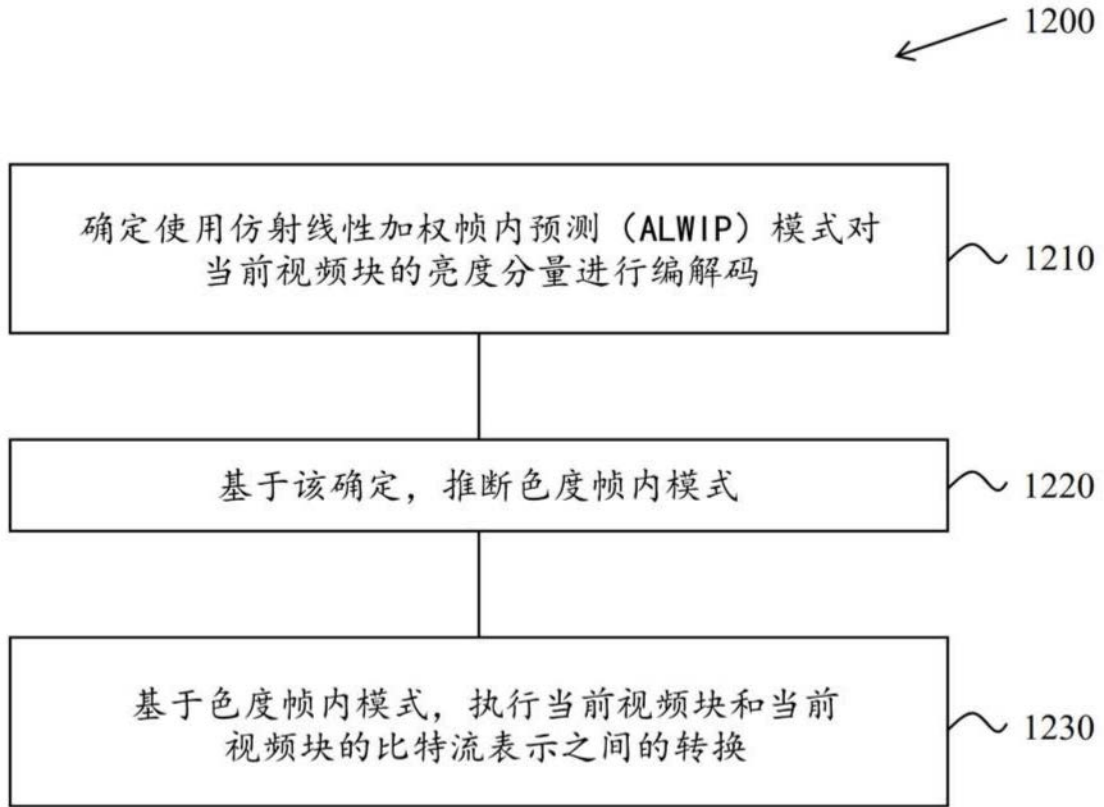 1200
确定使用仿射线性加权帧内预测（ALWIP）模式对
当前视频块的亮度分量进行编解码
1210
基于该确定，推断色度帧内模式
1220
基于色度帧内模式，执行当前视频块和当前
视频块的比特流表示之间的转换
1230